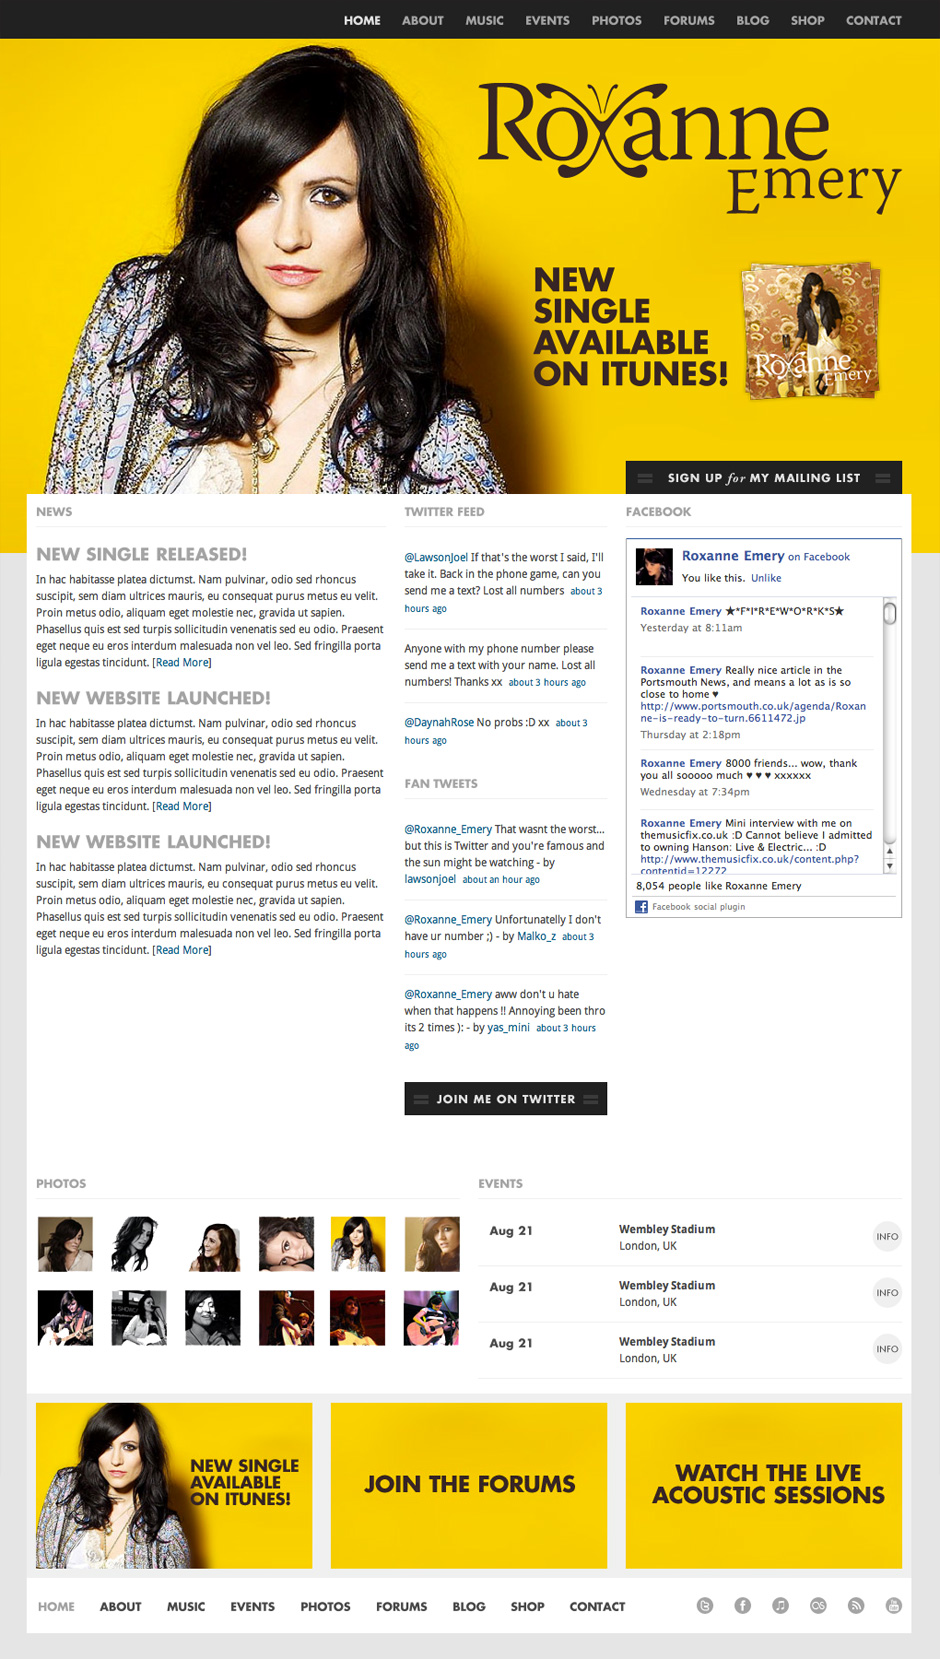 HOME ABOUT MUSIC EVENTS PHOTOS FORUMS BLOG SHOP CONTACT
Roxanne
Emery
NEW
SINGLE
AVAILABLE
ON ITUNES!
Roxanne
Emery
SIGN UP for MY MAILING LIST
NEWS
NEW SINGLE RELEASED!
In hac habitasse platea dictumst. Nam pulvinar, odio sed rhoncus
suscipit, sem diam ultrices mauris, eu consequat purus metus eu velit.
Proin metus odio, aliquam eget molestie nec, gravida ut sapien.
Phasellus quis est sed turpis sollicitudin venenatis sed eu odio. Praesent
eget neque eu eros interdum malesuada non vel leo. Sed fringilla porta
ligula egestas tincidunt. [Read More]
NEW WEBSITE LAUNCHED!
In hac habitasse platea dictumst. Nam pulvinar, odio sed rhoncus
suscipit, sem diam ultrices mauris, eu consequat purus metus eu velit.
Proin metus odio, aliquam eget molestie nec, gravida ut sapien.
Phasellus quis est sed turpis sollicitudin venenatis sed eu odio. Praesent
eget neque eu eros interdum malesuada non vel leo. Sed fringilla porta
ligula egestas tincidunt. [Read More]
NEW WEBSITE LAUNCHED!
In hac habitasse platea dictumst. Nam pulvinar, odio sed rhoncus
suscipit, sem diam ultrices mauris, eu consequat purus metus eu velit.
Proin metus odio, aliquam eget molestie nec, gravida ut sapien.
Phasellus quis est sed turpis sollicitudin venenatis sed eu odio. Praesent
eget neque eu eros interdum malesuada non vel leo. Sed fringilla porta
ligula egestas tincidunt. [Read More]
TWITTER FEED
@LawsonJoel If that's the worst I said, I'll
take it. Back in the phone game, can you
send me a text? Lost all numbers about 3
hours ago
Anyone with my phone number please
send me a text with your name. Lost all
numbers! Thanks xx about 3 hours ago
@DaynahRose No probs :D xx about 3
hours ago
FAN TWEETS
@Roxanne_Emery That wasnt the worst...
but this is Twitter and you're famous and
the sun might be watching - by
lawsonjoel about an hour ago
@Roxanne_Emery Unfortunatelly I don't
have ur number ;) - by Malko_z about 3
hours ago
@Roxanne_Emery aww don't u hate
when that happens !! Annoying been thro
its 2 times ): - by yas_mini about 3 hours
ago
JOIN ME ON TWITTER
FACEBOOK
Roxanne Emery on Facebook
You like this. Unlike
Roxanne Emery ★*F*I*R*E*W*O*R*K*S★
Yesterday at 8:11am
Roxanne Emery Really nice article in the
Portsmouth News, and means a lot as is so
close to home ♥
http://www.portsmouth.co.uk/agenda/Roxan
ne-is-ready-to-turn.6611472.jp
Thursday at 2:18pm
Roxanne Emery 8000 friends... wow, thank
you all sooooo much ♥ ♥ ♥ xxxxxx
Wednesday at 7:34pm
Roxanne Emery Mini interview with me on
themusicfix.co.uk :D Cannot believe I admitted
to owning Hanson: Live & Electric... :D
http://www.themusicfix.co.uk/content.php?
contentid=12272
8,054 people like Roxanne Emery
f Facebook social plugin
PHOTOS
EVENTS
Aug 21 Wembley Stadium INFO
London, UK
Aug 21 Wembley Stadium INFO
London, UK
Aug 21 Wembley Stadium INFO
London, UK
NEW SINGLE
AVAILABLE
ON ITUNES!
JOIN THE FORUMS
WATCH THE LIVE
ACOUSTIC SESSIONS
HOME ABOUT MUSIC EVENTS PHOTOS FORUMS BLOG SHOP CONTACT